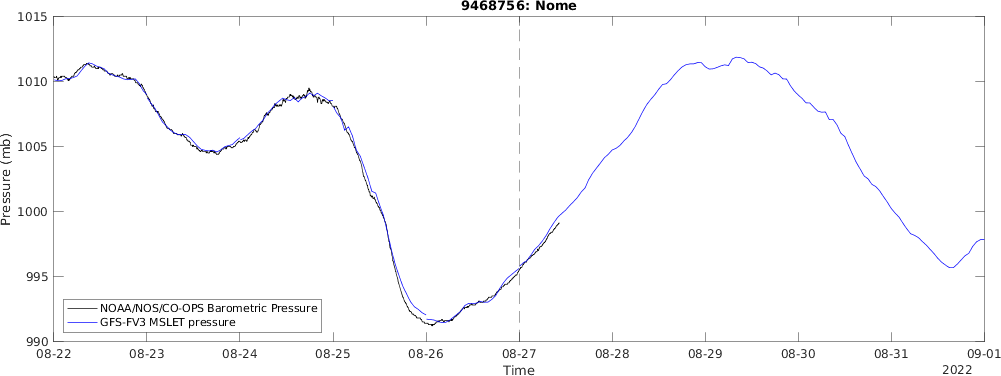 9468756: Nome
1015
1010
1005
1000
995
990
Pressure (mb)
NOAA/NOS/CO-OPS Barometric Pressure
GFS-FV3 MSLET pressure
08-22 08-23 08-24 08-25 08-26 08-27 08-28 08-29 08-30 08-31 09-01
Time
2022